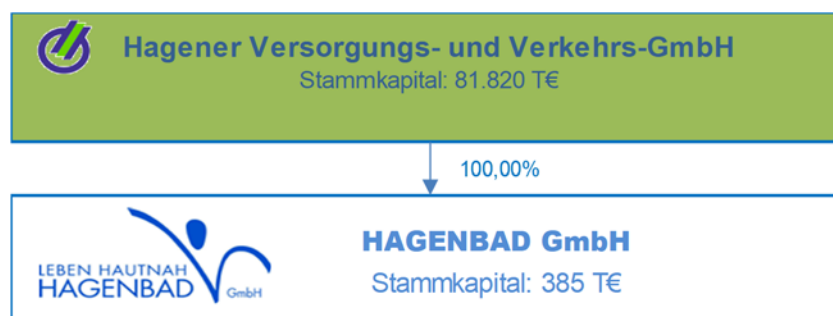 Hagener Versorgungs- und Verkehrs-GmbH
Stammkapital: 81.820 T€
100,00%
LEBEN HAUTNAH
HAGENBAD GmbH
HAGENBAD GmbH
Stammkapital: 385 T€